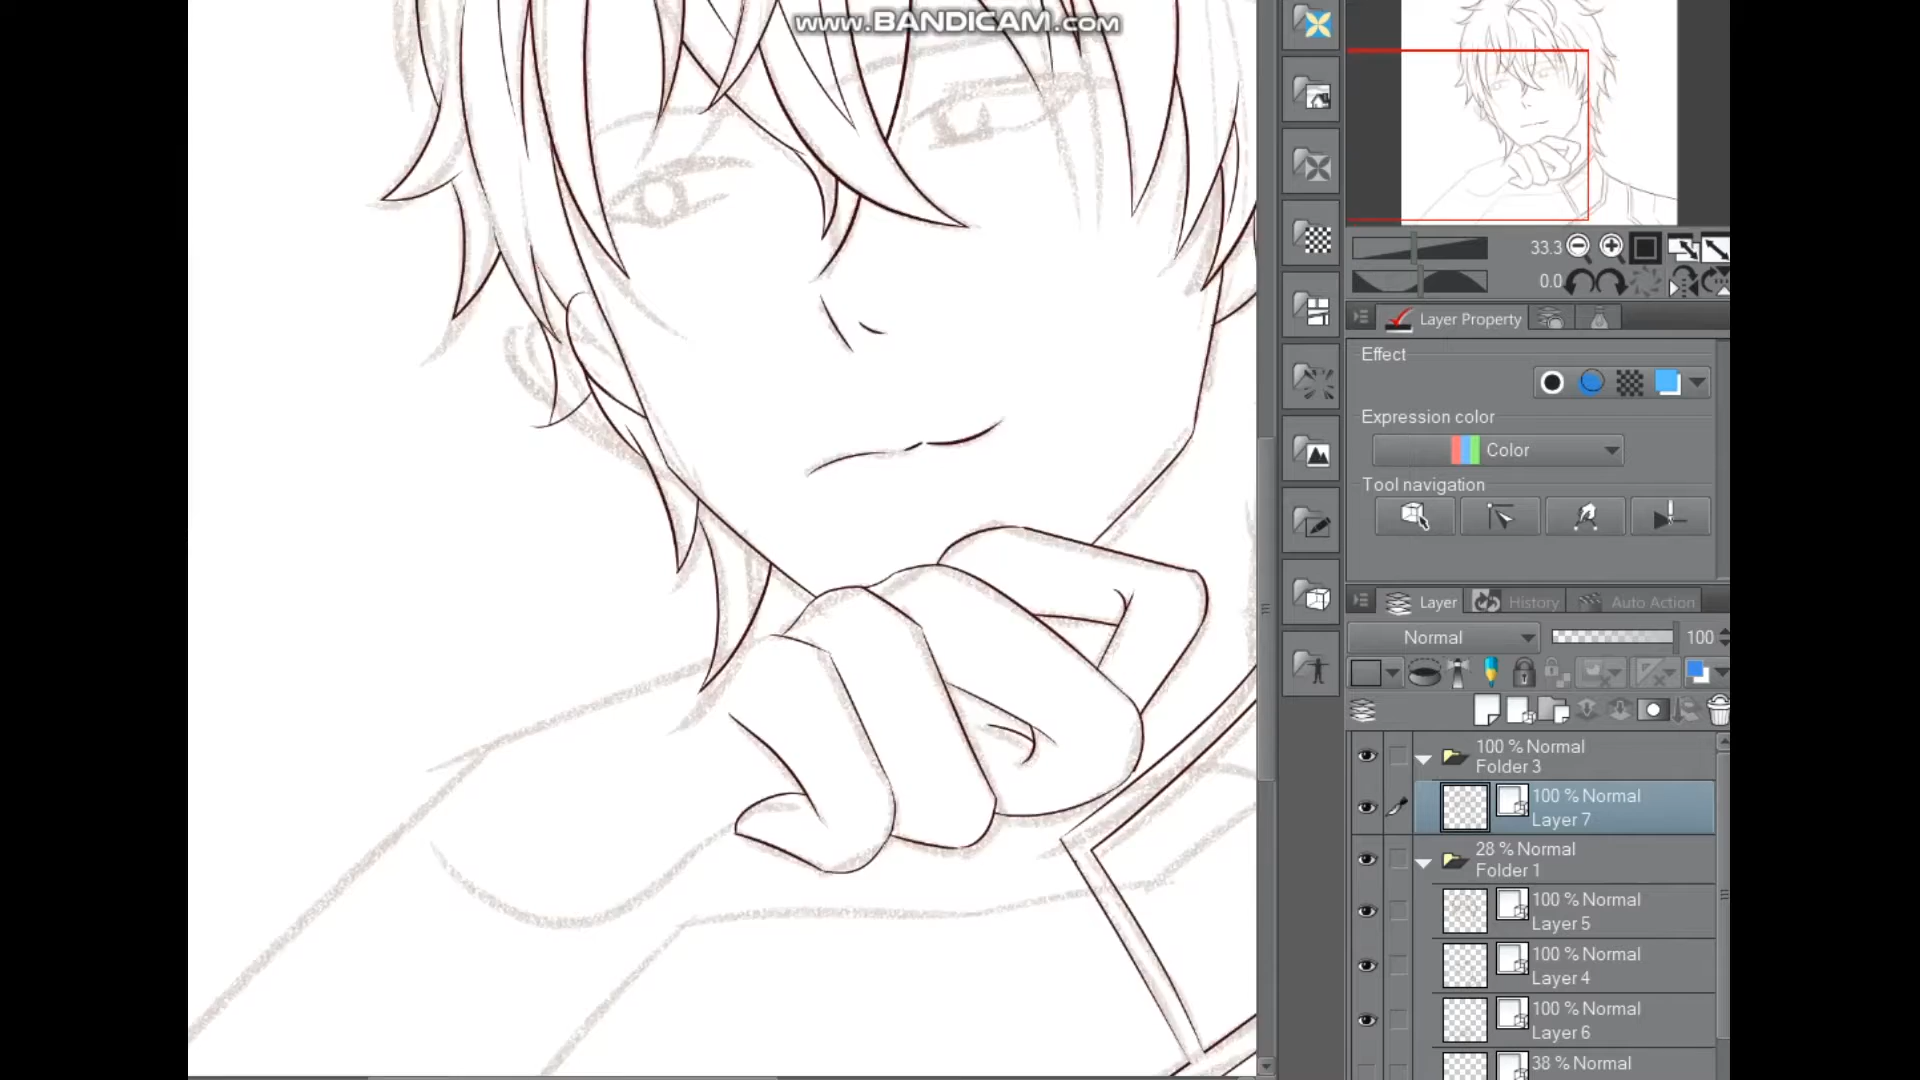 www.BANDICAM.com
33.3
0.0
Layer Property
Effect
Expression color
Color
Tool navigation
Layer
History
Auto Action
Normal
100
100 % Normal
Folder 3
100 % Normal
Layer 7
28 % Normal
Folder 1
100 % Normal
Layer 5
100 % Normal
Layer 4
100 % Normal
Layer 6
38 % Normal